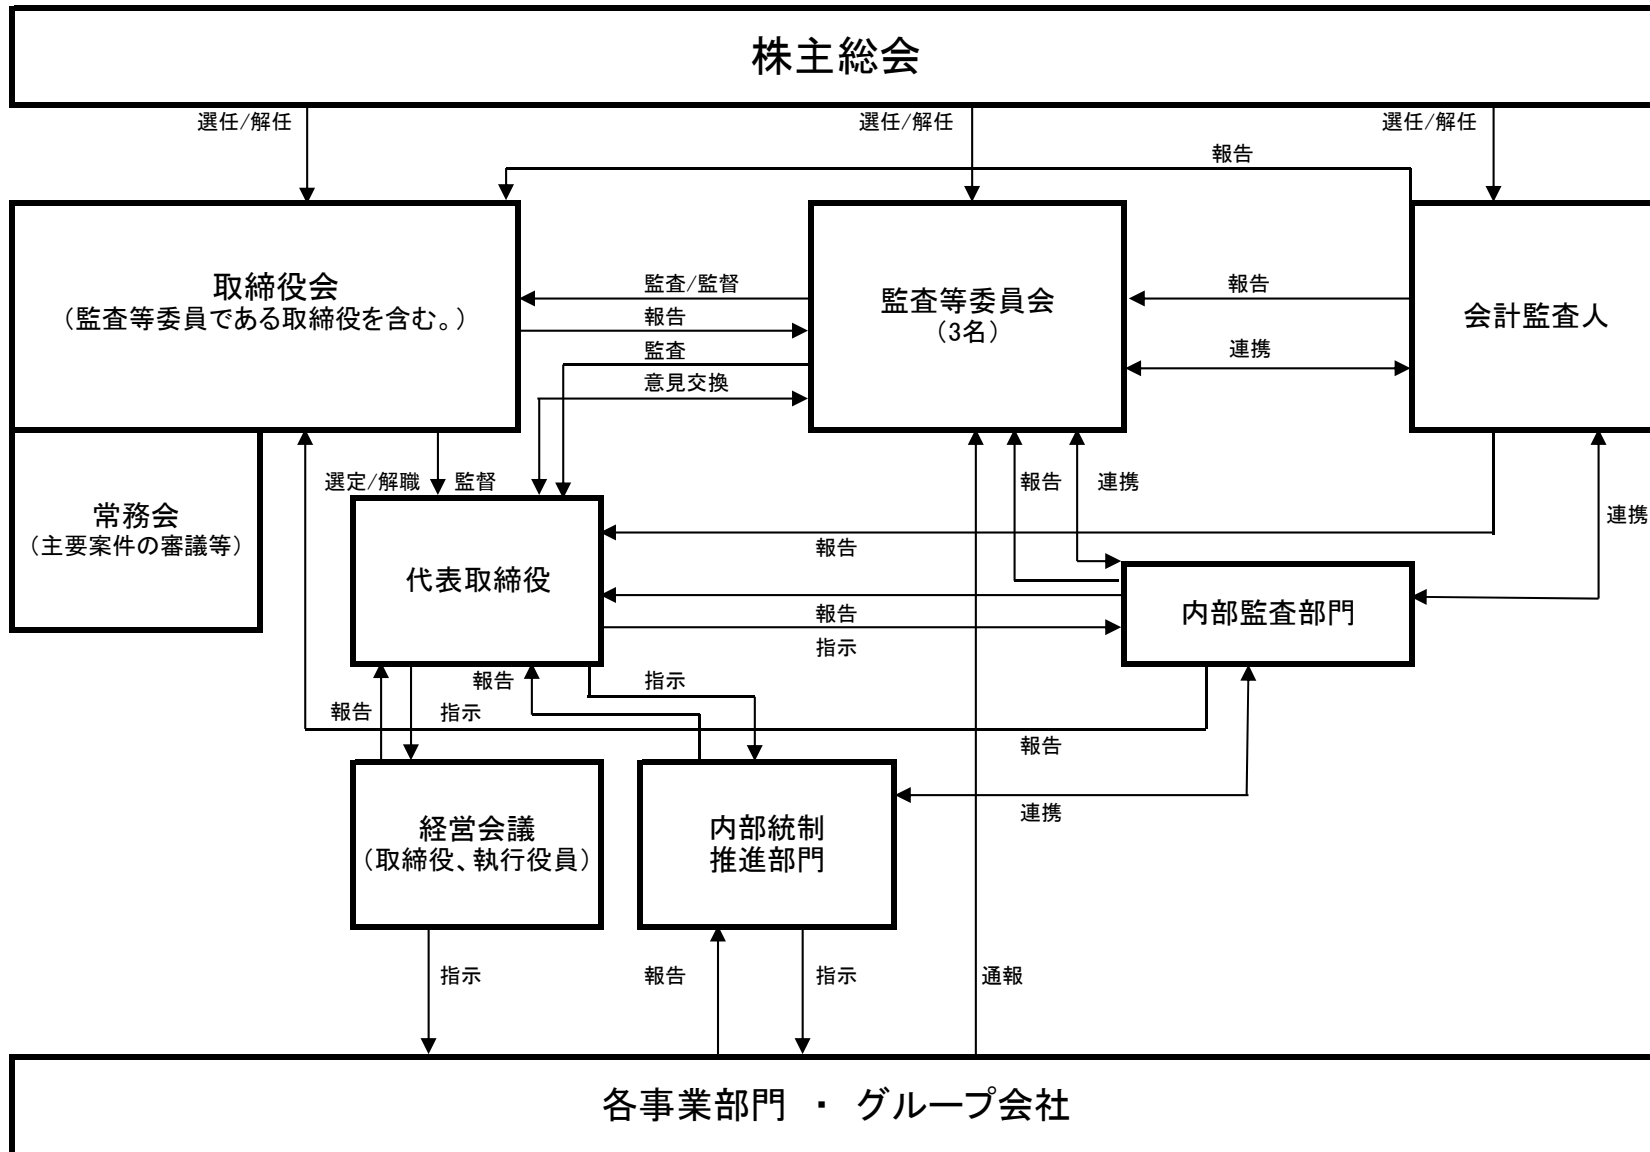 株主総会
選任/解任
選任/解任
選任/解任
報告
取締役会
（監査等委員である取締役を含む。）
監査/監督
報告
監査
意見交換
監査等委員会
（3名）
報告
連携
会計監査人
常務会
（主要案件の審議等）
選定/解職
監督
報告
連携
連携
代表取締役
報告
報告
指示
内部監査部門
報告
指示
報告
指示
報告
経営会議
（取締役、執行役員）
内部統制
推進部門
連携
指示
報告
指示
通報
各事業部門 ・ グループ会社